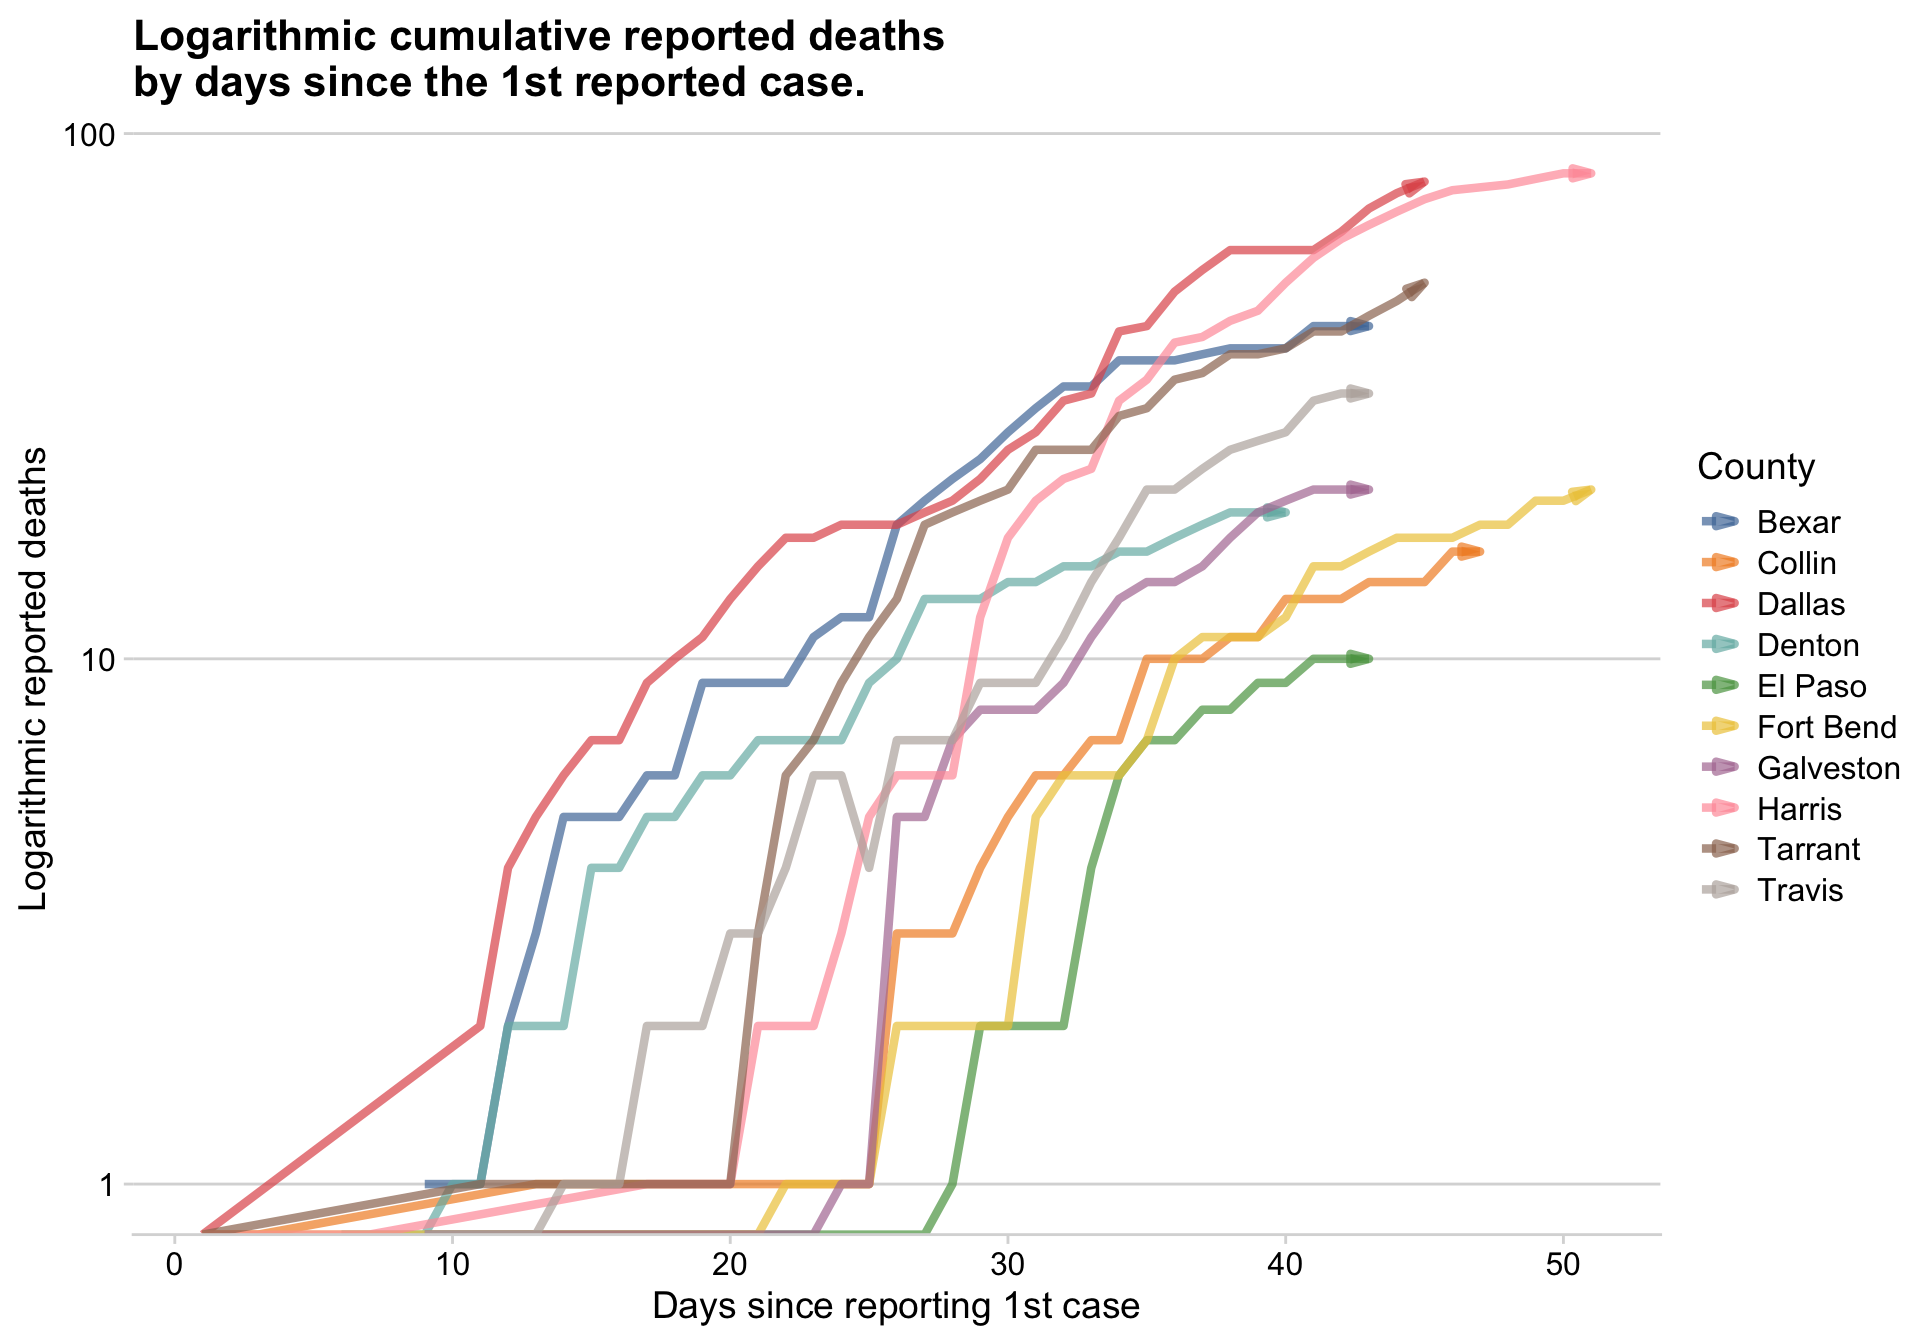 Logarithmic cumulative reported deaths
by days since the 1st reported case.
100
10
1
Logarithmic reported deaths
0 10 20 30 40 50
Days since reporting 1st case
County
Bexar
Collin
Dallas
Denton
El Paso
Fort Bend
Galveston
Harris
Tarrant
Travis